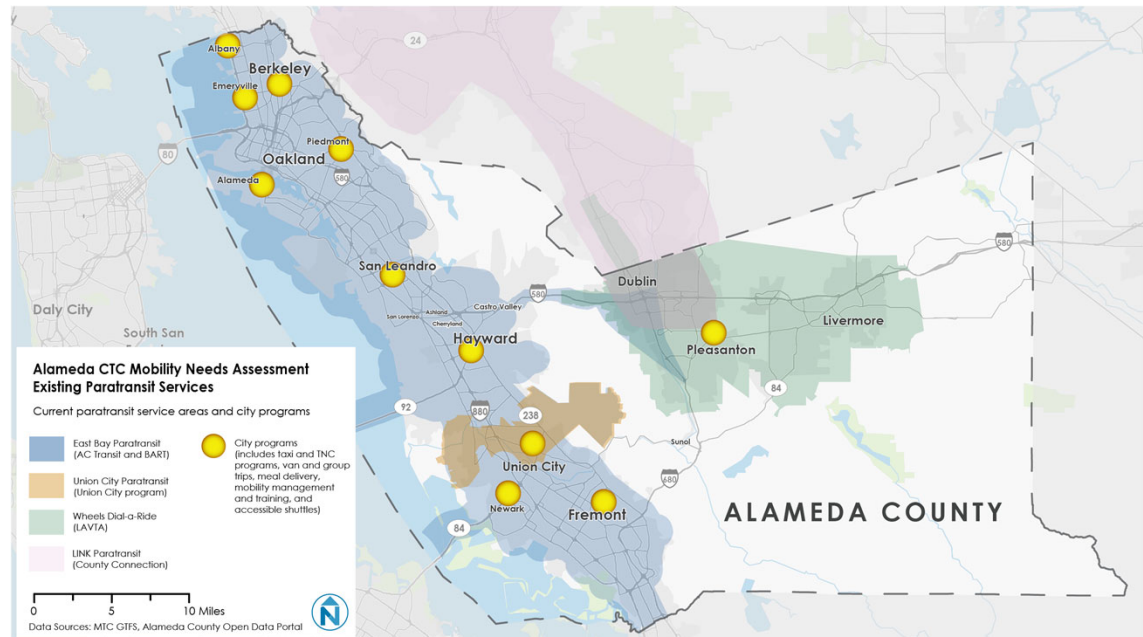 24
Albany
Berkeley
Emeryville
80
Piedmont
Oakland
580
Alameda
580
San Leandro
Dublin
580
Daly City
San Lorenzo
Ashland
Castro Valley
Cherryland
Livermore
South San
Hayward
Pleasanton
84
92
880
238
Sunol
Union City
680
Newark
Fremont
84
ALAMEDA COUNTY
Alameda CTC Mobility Needs Assessment
Existing Paratransit Services
Current paratransit service areas and city programs
East Bay Paratransit
(AC Transit and BART)
Union City Paratransit
(Union City program)
Wheels Dial-a-Ride
(LAVTA)
LINK Paratransit
(County Connection)
City programs
(includes taxi and TNC
programs, van and group
trips, meal delivery,
mobility management
and training, and
accessible shuttles)
0 5 10 Miles
N
Data Sources: MTC GTFS, Alameda County Open Data Portal